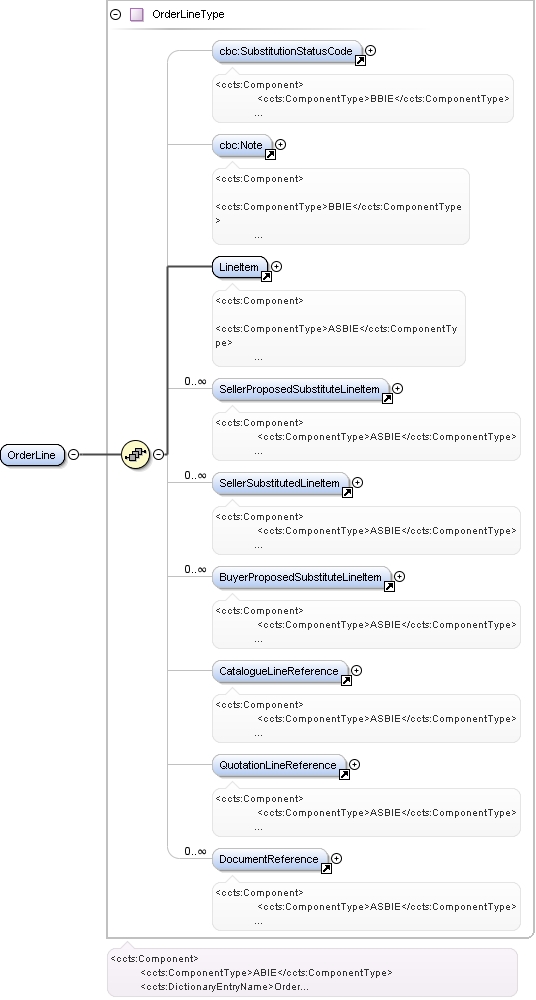 OrderLineType
cbc:SubstitutionStatusCode
<ccts:Component>
<ccts:ComponentType>BBIE</ccts:ComponentType>
...
cbc:Note
<ccts:Component>
<ccts:ComponentType>BBIE</ccts:ComponentType
>
...
LineItem
<ccts:Component>
<ccts:ComponentType>ASBIE</ccts:ComponentTy
pe>
...
0..∞
SellerProposedSubstituteLineItem
<ccts:Component>
<ccts:ComponentType>ASBIE</ccts:ComponentType>
...
OrderLine
0..∞
SellerSubstitutedLineItem
<ccts:Component>
<ccts:ComponentType>ASBIE</ccts:ComponentType>
...
0..∞
BuyerProposedSubstituteLineItem
<ccts:Component>
<ccts:ComponentType>ASBIE</ccts:ComponentType>
...
CatalogueLineReference
<ccts:Component>
<ccts:ComponentType>ASBIE</ccts:ComponentType>
...
QuotationLineReference
<ccts:Component>
<ccts:ComponentType>ASBIE</ccts:ComponentType>
...
0..∞
DocumentReference
<ccts:Component>
<ccts:ComponentType>ASBIE</ccts:ComponentType>
...
<ccts:Component>
<ccts:ComponentType>ABIE</ccts:ComponentType>
<ccts:DictionaryEntryName>Order...